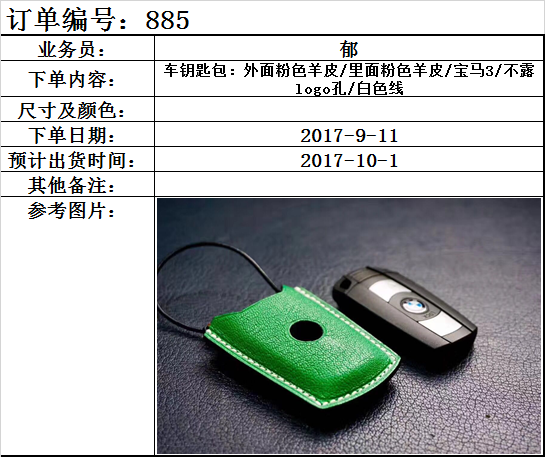 订单编号：885
业务员： 郁
下单内容： 车钥匙包：外面粉色羊皮/里面粉色羊皮/宝马3/不露
logo孔/白色线
尺寸及颜色：
下单日期： 2017-9-11
预计出货时间： 2017-10-1
其他备注：
参考图片：